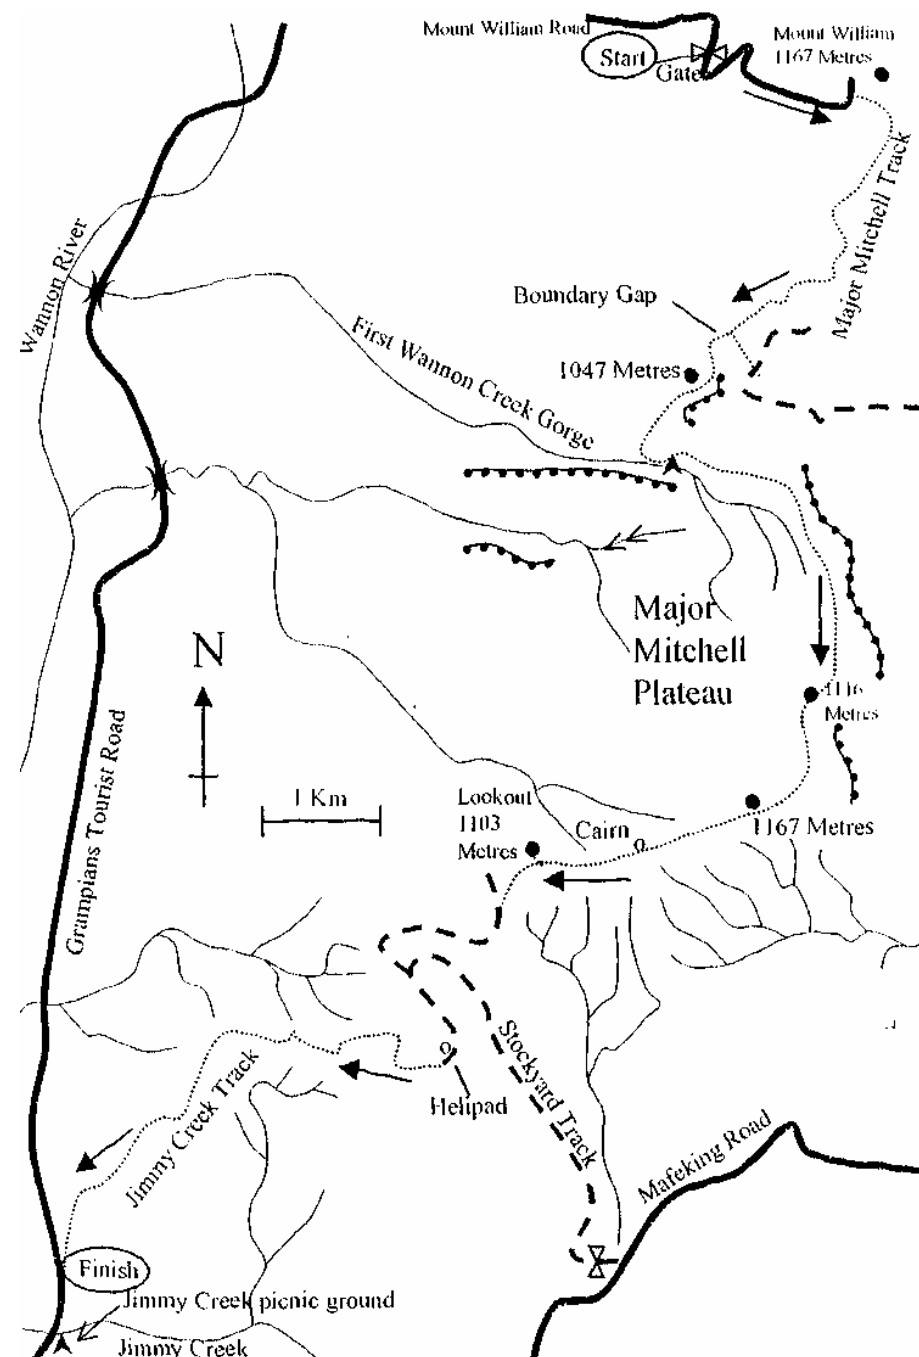 Mount William Road
Mount William
1167 Metres
Start
Gate
Major Mitchell Track
Wannon River
Boundary Gap
First Wannon Creek Gorge
1047 Metres
Major
Mitchell
Plateau
N
1116
Metres
Grampians Tourist Road
1 Km
Lookout
1103
Metres
Cairn
1167 Metres
Stockyard Track
Jimmy Creek Track
Helipad
Mafeking Road
Finish
Jimmy Creek picnic ground
Jimmy Creek